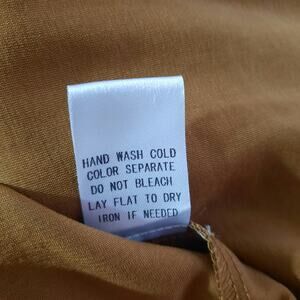 HAND WASH COLD
COLOR SEPARATE
DO NOT BLEACH
LAY FLAT TO DRY
IRON IF NEEDED